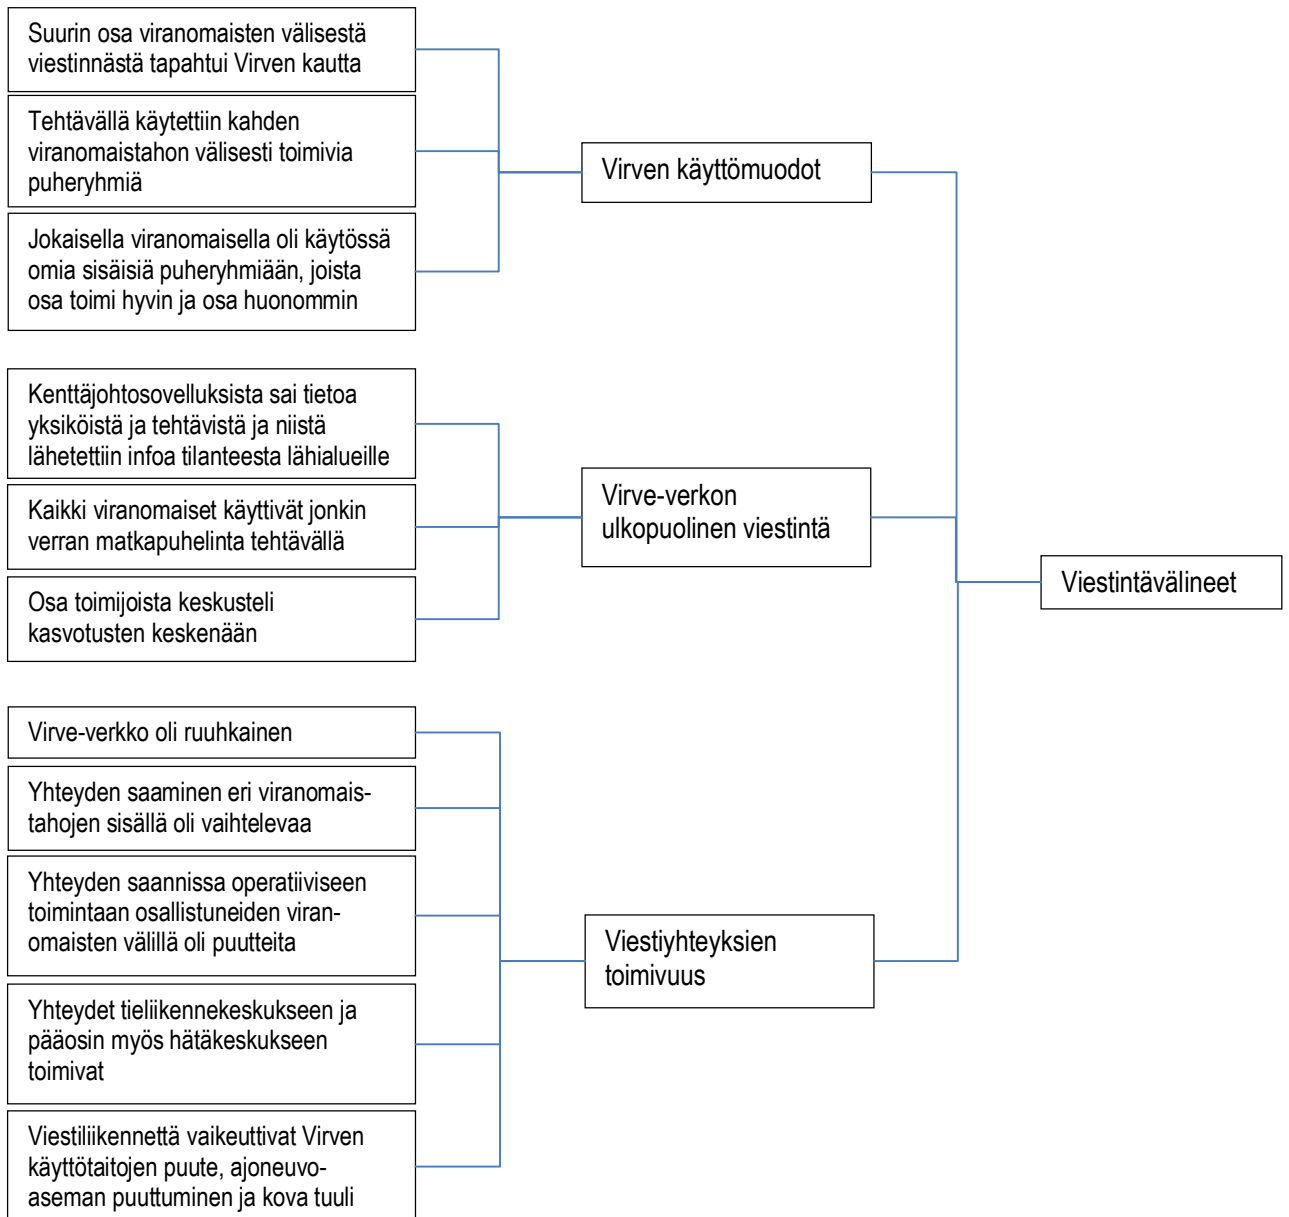 Suurin osa viranomaisten välisestä
viestinnästä tapahtui Virven kautta
Tehtävällä käytettiin kahden
viranomaistahon välisesti toimivia
puheryhmiä
Jokaisella viranomaisella oli käytössä
omia sisäisiä puheryhmiään, joista
osa toimi hyvin ja osa huonommin
Virven käyttömuodot
Kenttäjohtosovelluksista sai tietoa
yksiköistä ja tehtävistä ja niistä
lähetettiin infoa tilanteesta lähialueille
Kaikki viranomaiset käyttivät jonkin
verran matkapuhelinta tehtävällä
Osa toimijoista keskusteli
kasvotusten keskenään
Virve-verkon
ulkopuolinen viestintä
Viestintävälineet
Virve-verkko oli ruuhkainen
Yhteyden saaminen eri viranomais-
tahojen sisällä oli vaihtelevaa
Yhteyden saannissa operatiiviseen
toimintaan osallistuneiden viran-
omaisten välillä oli puutteita
Yhteydet tieliikennekeskukseen ja
pääosin myös hätäkeskukseen
toimivat
Viestiliikennettä vaikeuttivat Virven
käyttötaitojen puute, ajoneuvo-
aseman puuttuminen ja kova tuuli
Viestiyhteyksien
toimivuus